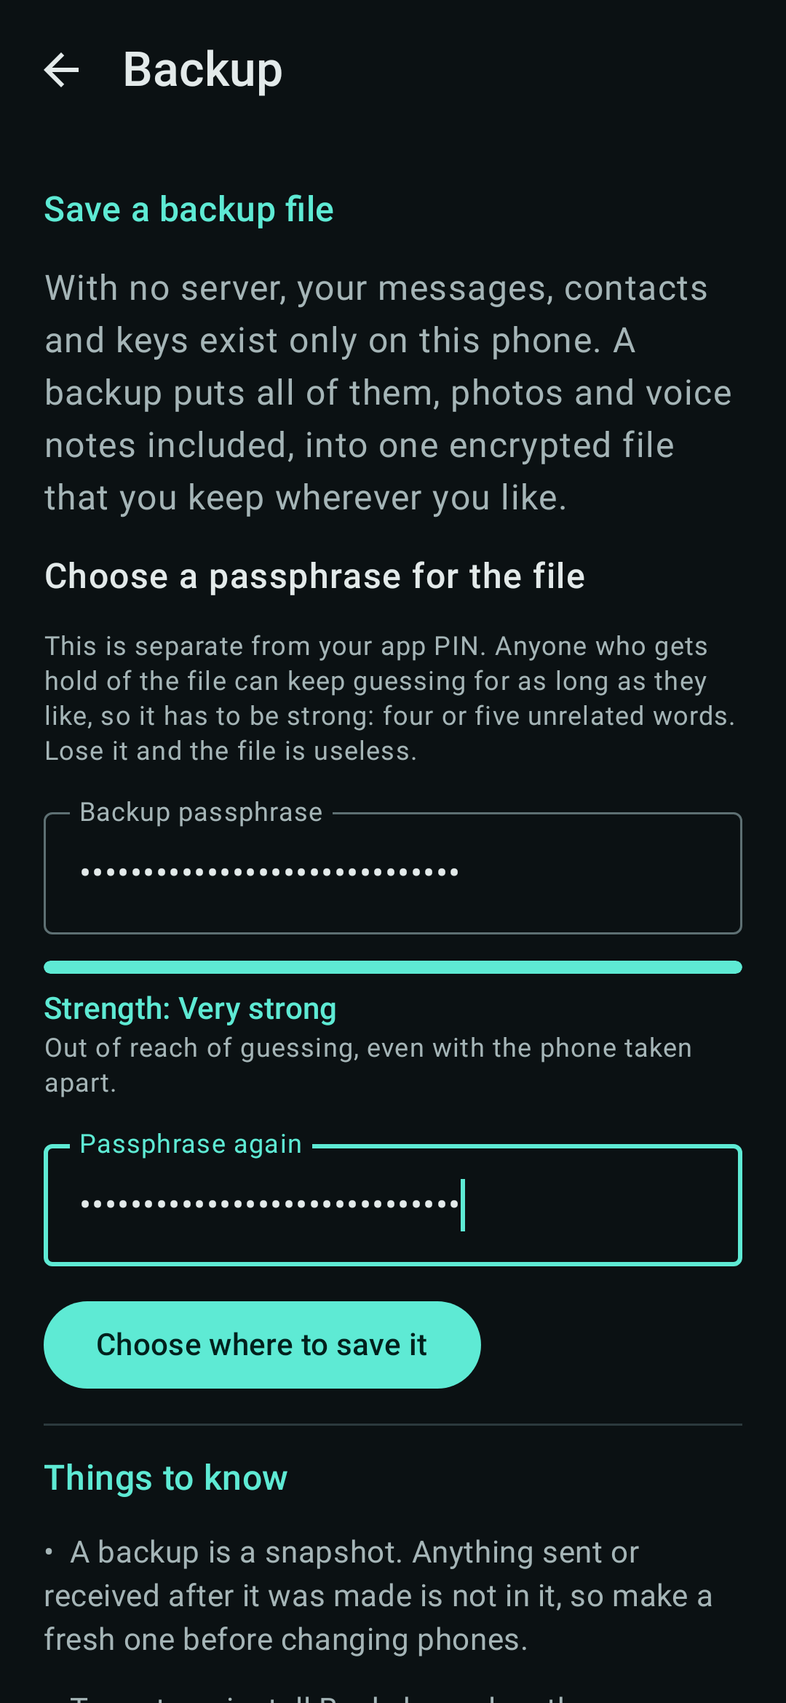 Backup
Save a backup file
With no server, your messages, contacts
and keys exist only on this phone. A
backup puts all of them, photos and voice
notes included, into one encrypted file
that you keep wherever you like.
Choose a passphrase for the file
This is separate from your app PIN. Anyone who gets
hold of the file can keep guessing for as long as they
like, so it has to be strong: four or five unrelated words.
Lose it and the file is useless.
Backup passphrase
••••••••••••••••••••••••••••••
Strength: Very strong
Out of reach of guessing, even with the phone taken
apart.
Passphrase again
••••••••••••••••••••••••••••••
Choose where to save it
Things to know
• A backup is a snapshot. Anything sent or
received after it was made is not in it, so make a
fresh one before changing phones.